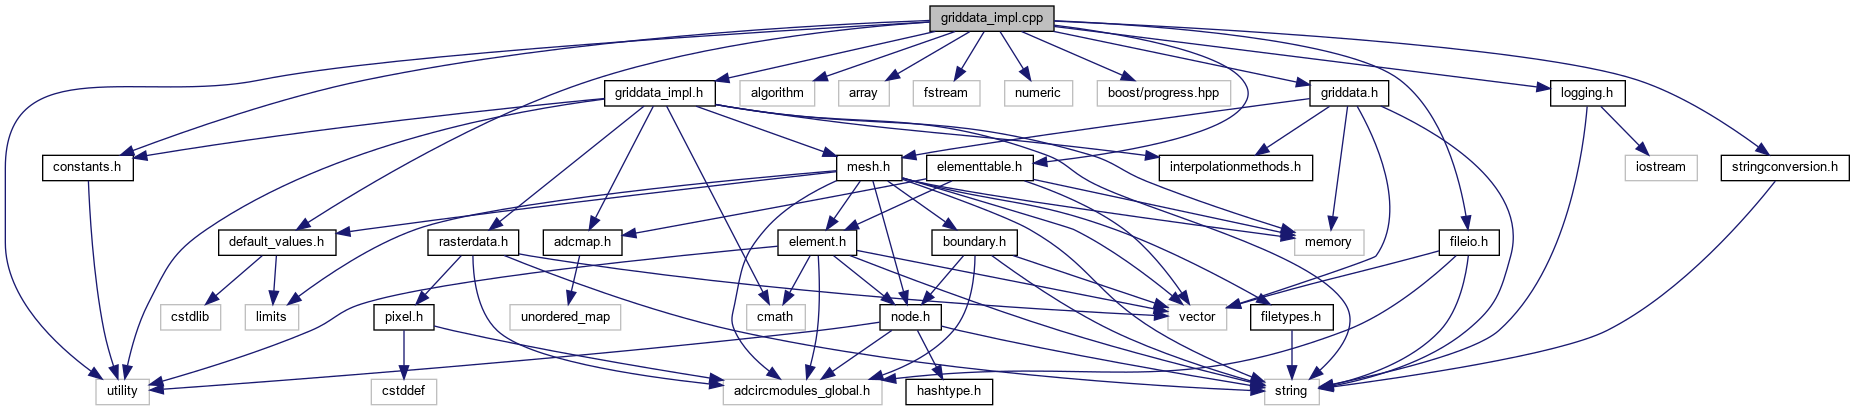 griddata_impl.cpp
griddata_impl.h
algorithm
array
fstream
numeric
boost/progress.hpp
griddata.h
logging.h
constants.h
mesh.h
elementtable.h
interpolationmethods.h
iostream
stringconversion.h
default_values.h
rasterdata.h
adcmap.h
element.h
boundary.h
memory
fileio.h
cstdlib
limits
pixel.h
unordered_map
cmath
node.h
vector
filetypes.h
utility
cstddef
adcircmodules_global.h
hashtype.h
string